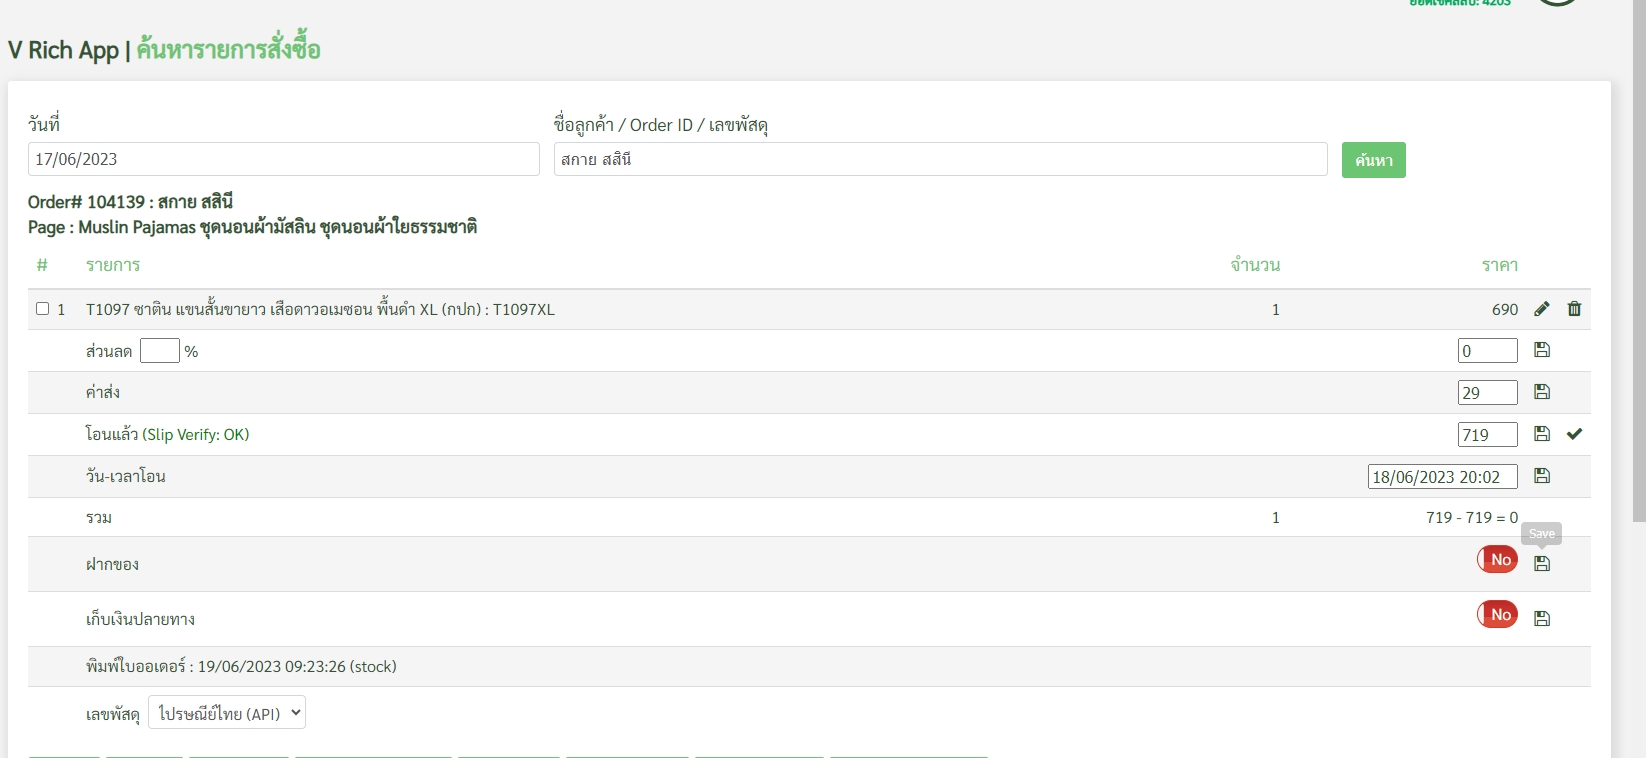 ยอดเช็คสลิป: 4203
V Rich App | ค้นหารายการสั่งซื้อ
วันที่
ชื่อลูกค้า / Order ID / เลขพัสดุ
17/06/2023
สกาย สสินี
ค้นหา
Order# 104139 : สกาย สสินี
Page : Muslin Pajamas ชุดนอนผ้ามัสลิน ชุดนอนผ้าใยธรรมชาติ
# รายการ จำนวน ราคา
1 T1097 ซาติน แขนสั้นขายาว เสือดาวอเมซอน พื้นดำ XL (กปก) : T1097XL 1 690
ส่วนลด % 0
ค่าส่ง 29
โอนแล้ว (Slip Verify: OK) 719
วัน-เวลาโอน 18/06/2023 20:02
รวม 1 719 - 719 = 0
Save
ฝากของ No
เก็บเงินปลายทาง No
พิมพ์ใบออเดอร์ : 19/06/2023 09:23:26 (stock)
เลขพัสดุ ไปรษณีย์ไทย (API)